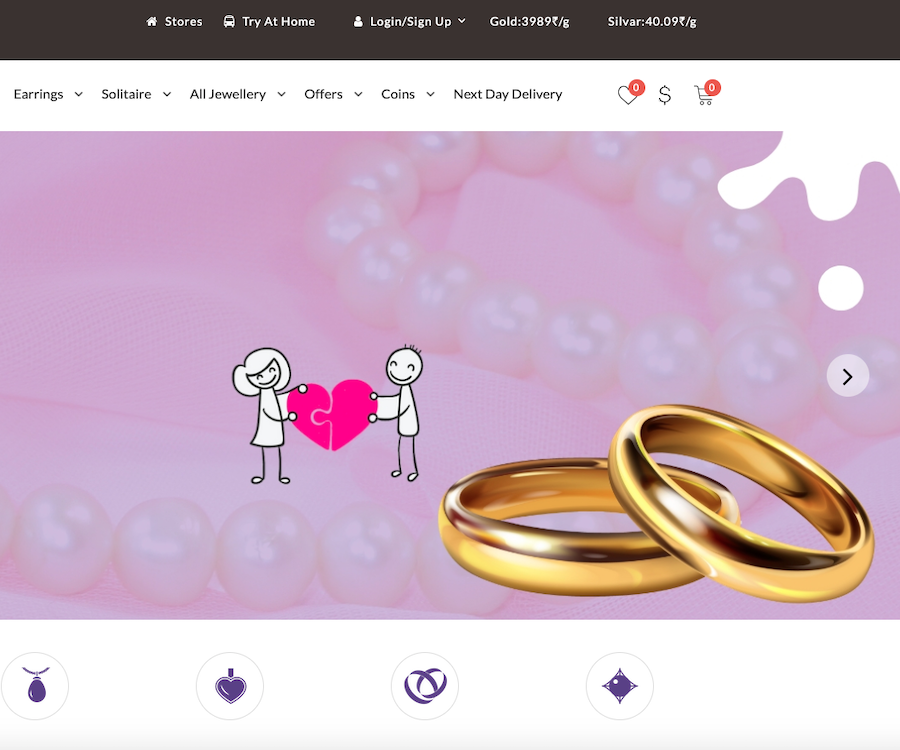 Stores Try At Home Login/Sign Up Gold:3989₹/g Silvar:40.09₹/g
Earrings Solitaire All Jewellery Offers Coins Next Day Delivery 0 $ 0